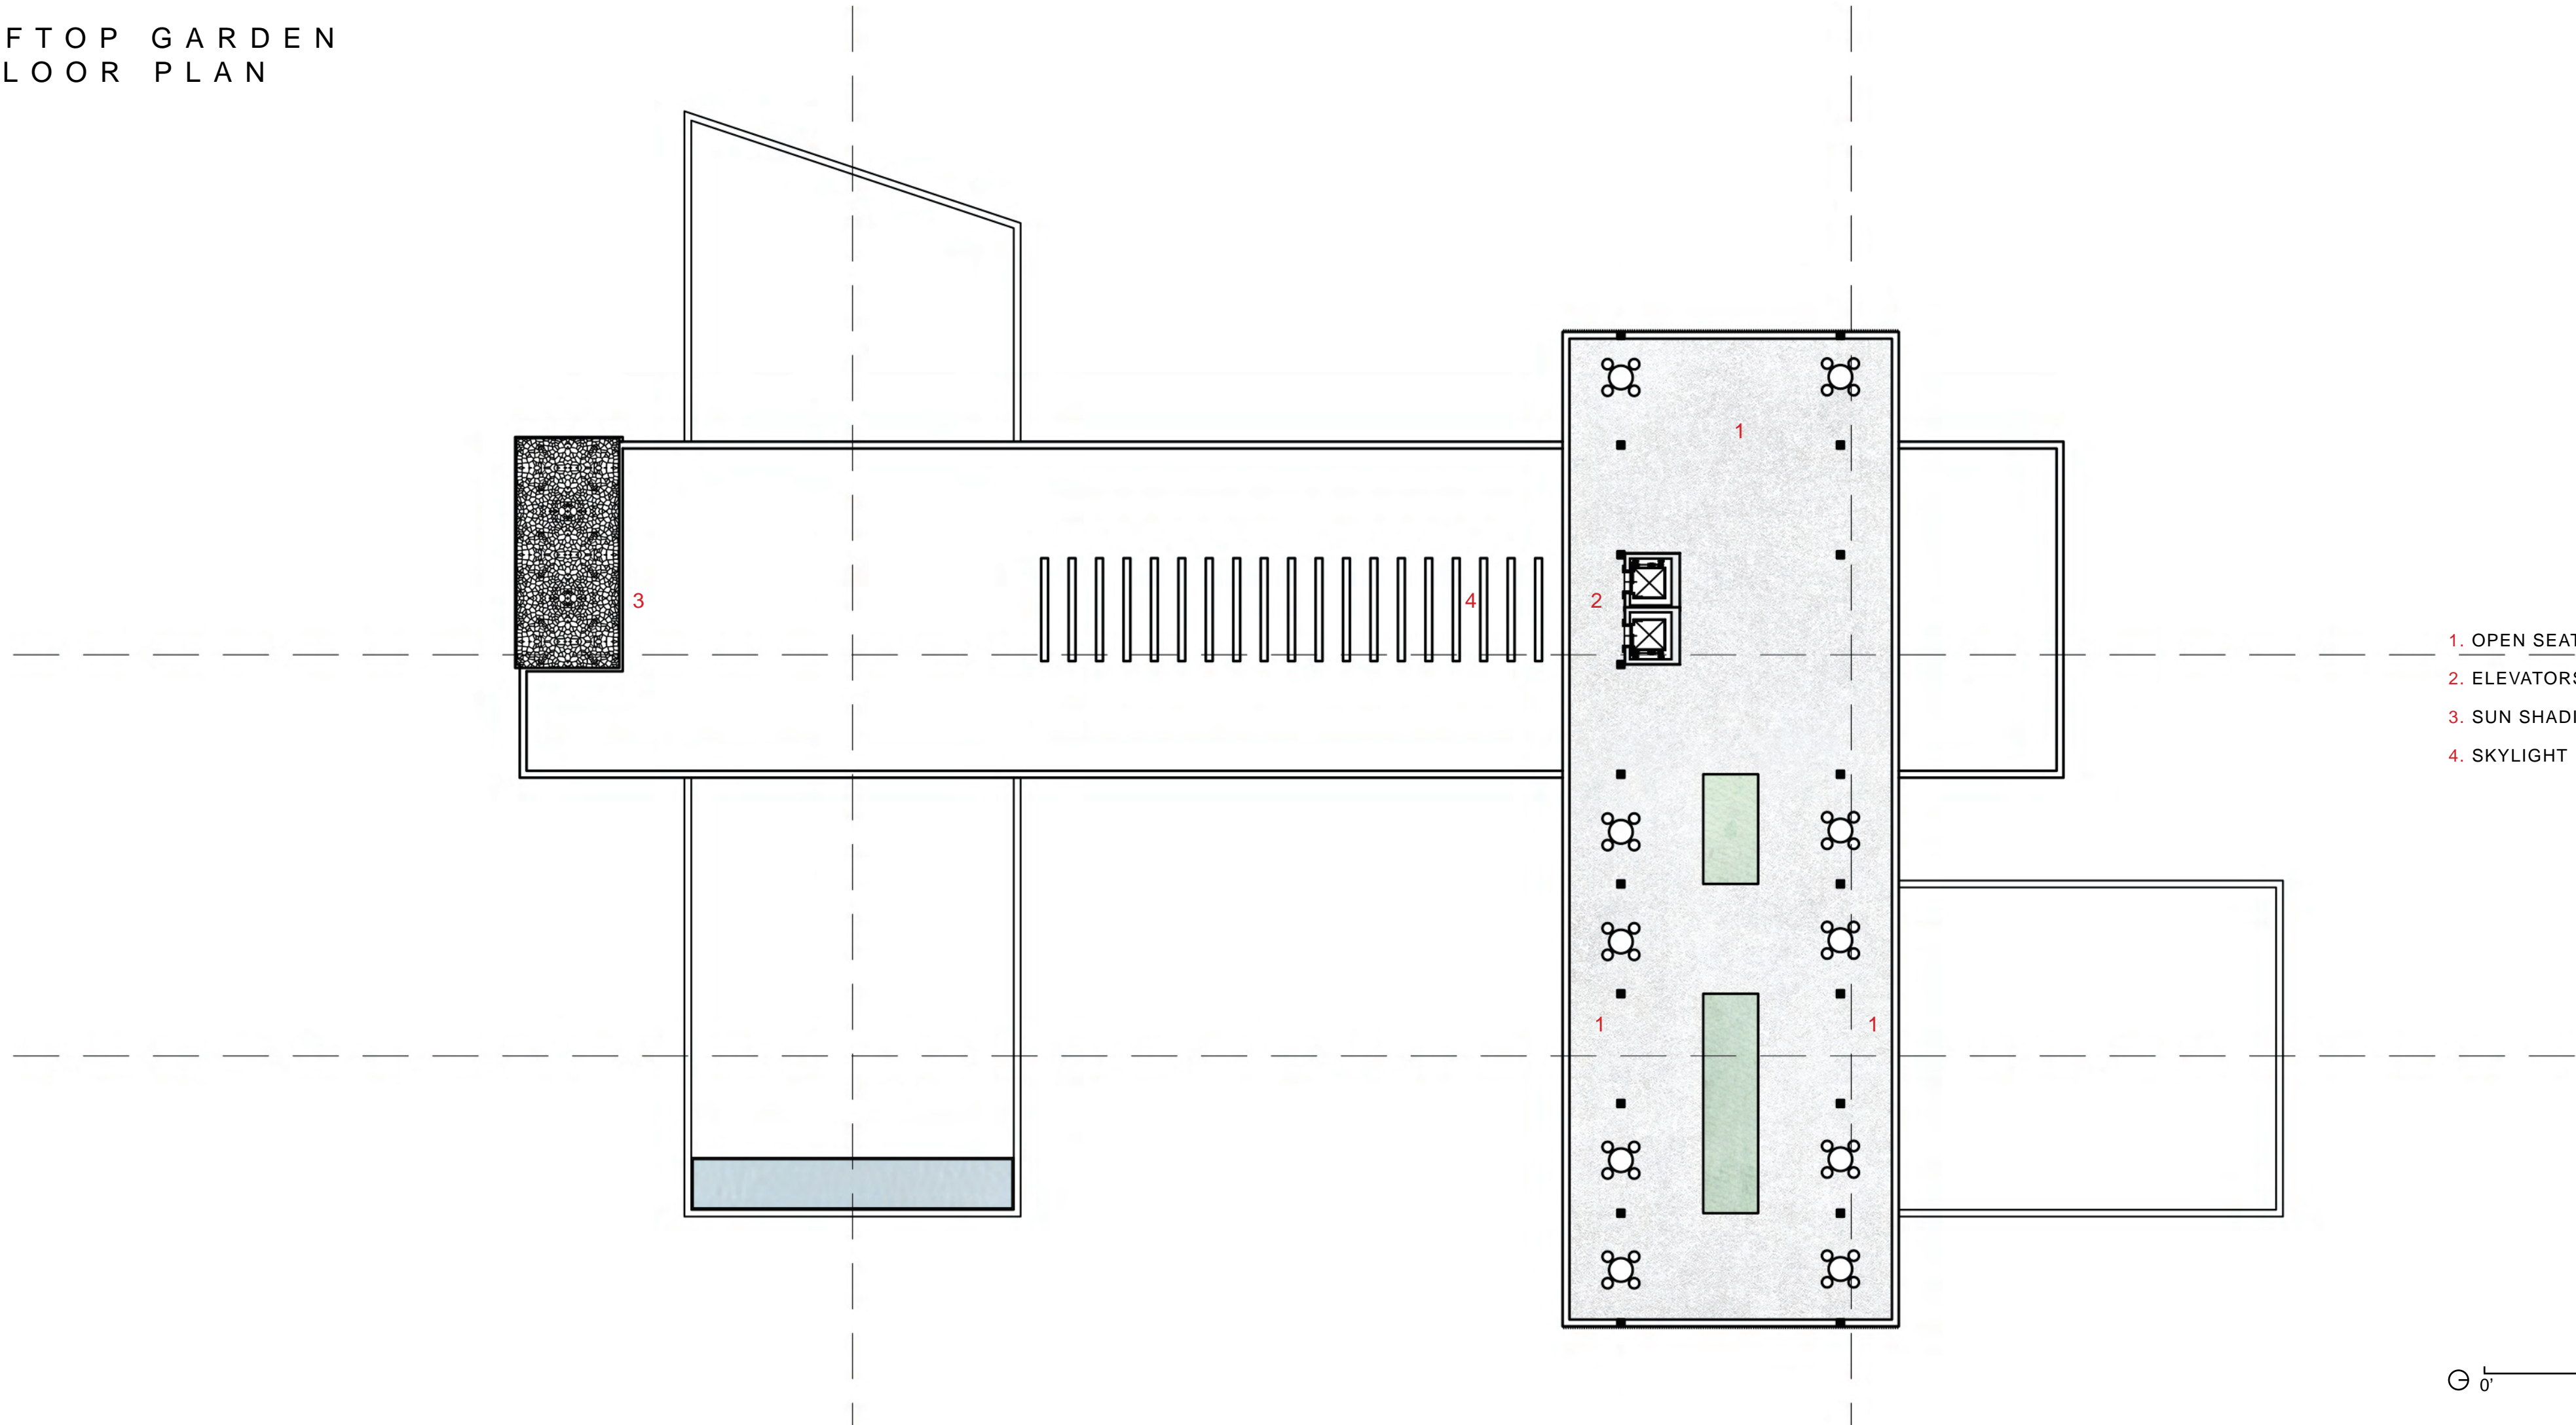 FTOP GARDEN
LOOR PLAN
1
3
4
2
1. OPEN SEAT
2. ELEVATORS
3. SUN SHADI
4. SKYLIGHT
1
1
0'